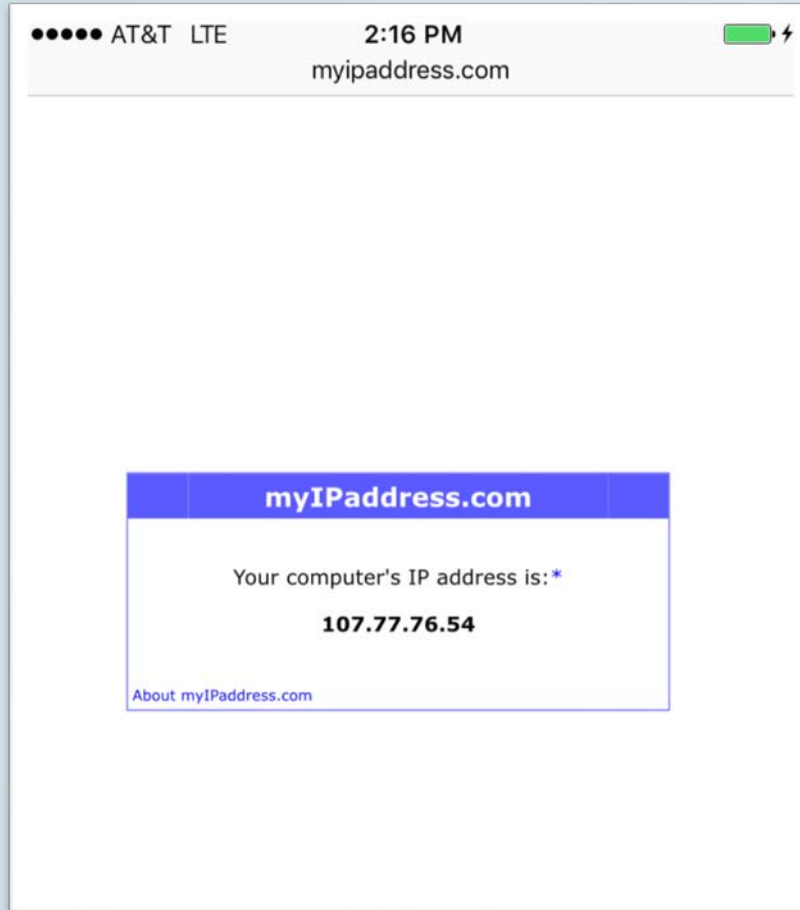 AT&T LTE 2:16 PM
myipaddress.com
myIPaddress.com
Your computer's IP address is:*
107.77.76.54
About myIPaddress.com